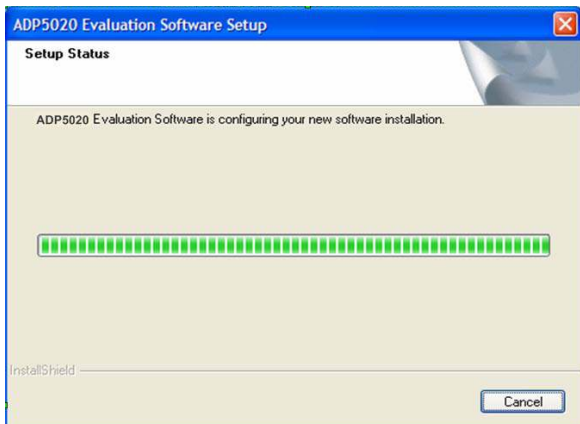 ADP5020 Evaluation Software Setup
Setup Status
ADP5020 Evaluation Software is configuring your new software installation.
InstallShield
Cancel